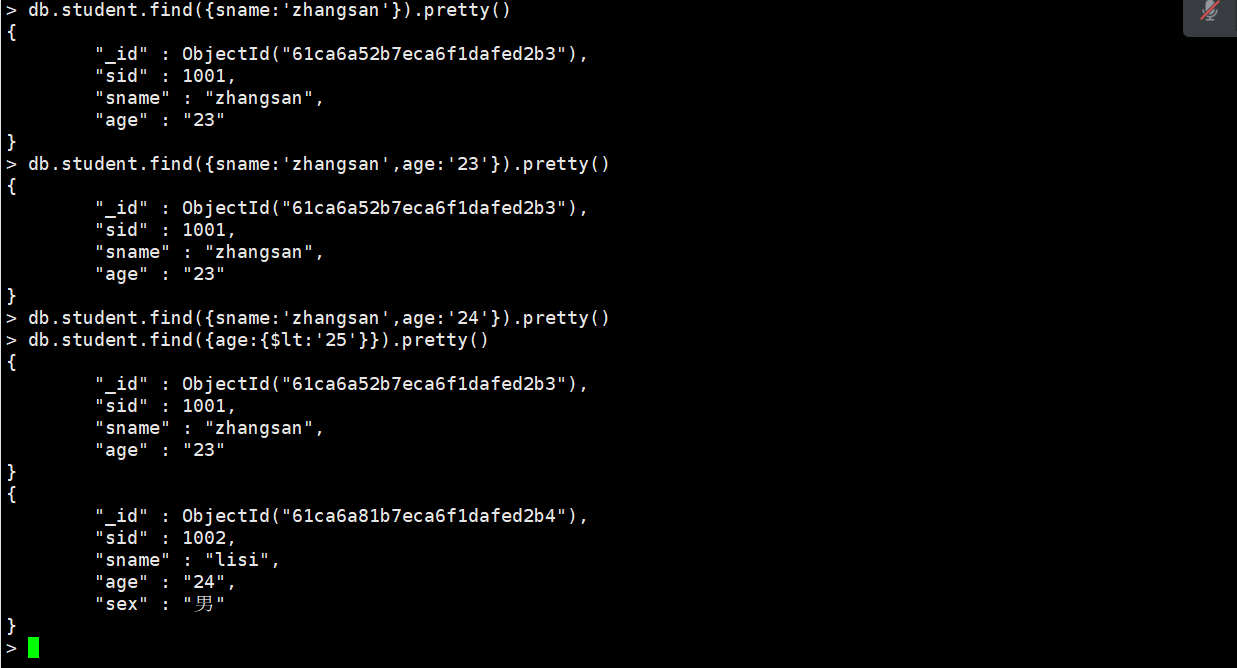 > db.student.find({sname:'zhangsan'}).pretty()
{
        "_id" : ObjectId("61ca6a52b7eca6f1dafed2b3"),
        "sid" : 1001,
        "sname" : "zhangsan",
        "age" : "23"
}
> db.student.find({sname:'zhangsan',age:'23'}).pretty()
{
        "_id" : ObjectId("61ca6a52b7eca6f1dafed2b3"),
        "sid" : 1001,
        "sname" : "zhangsan",
        "age" : "23"
}
> db.student.find({sname:'zhangsan',age:'24'}).pretty()
> db.student.find({age:{$lt:'25'}}).pretty()
{
        "_id" : ObjectId("61ca6a52b7eca6f1dafed2b3"),
        "sid" : 1001,
        "sname" : "zhangsan",
        "age" : "23"
}
{
        "_id" : ObjectId("61ca6a81b7eca6f1dafed2b4"),
        "sid" : 1002,
        "sname" : "lisi",
        "age" : "24",
        "sex" : "男"
}
>